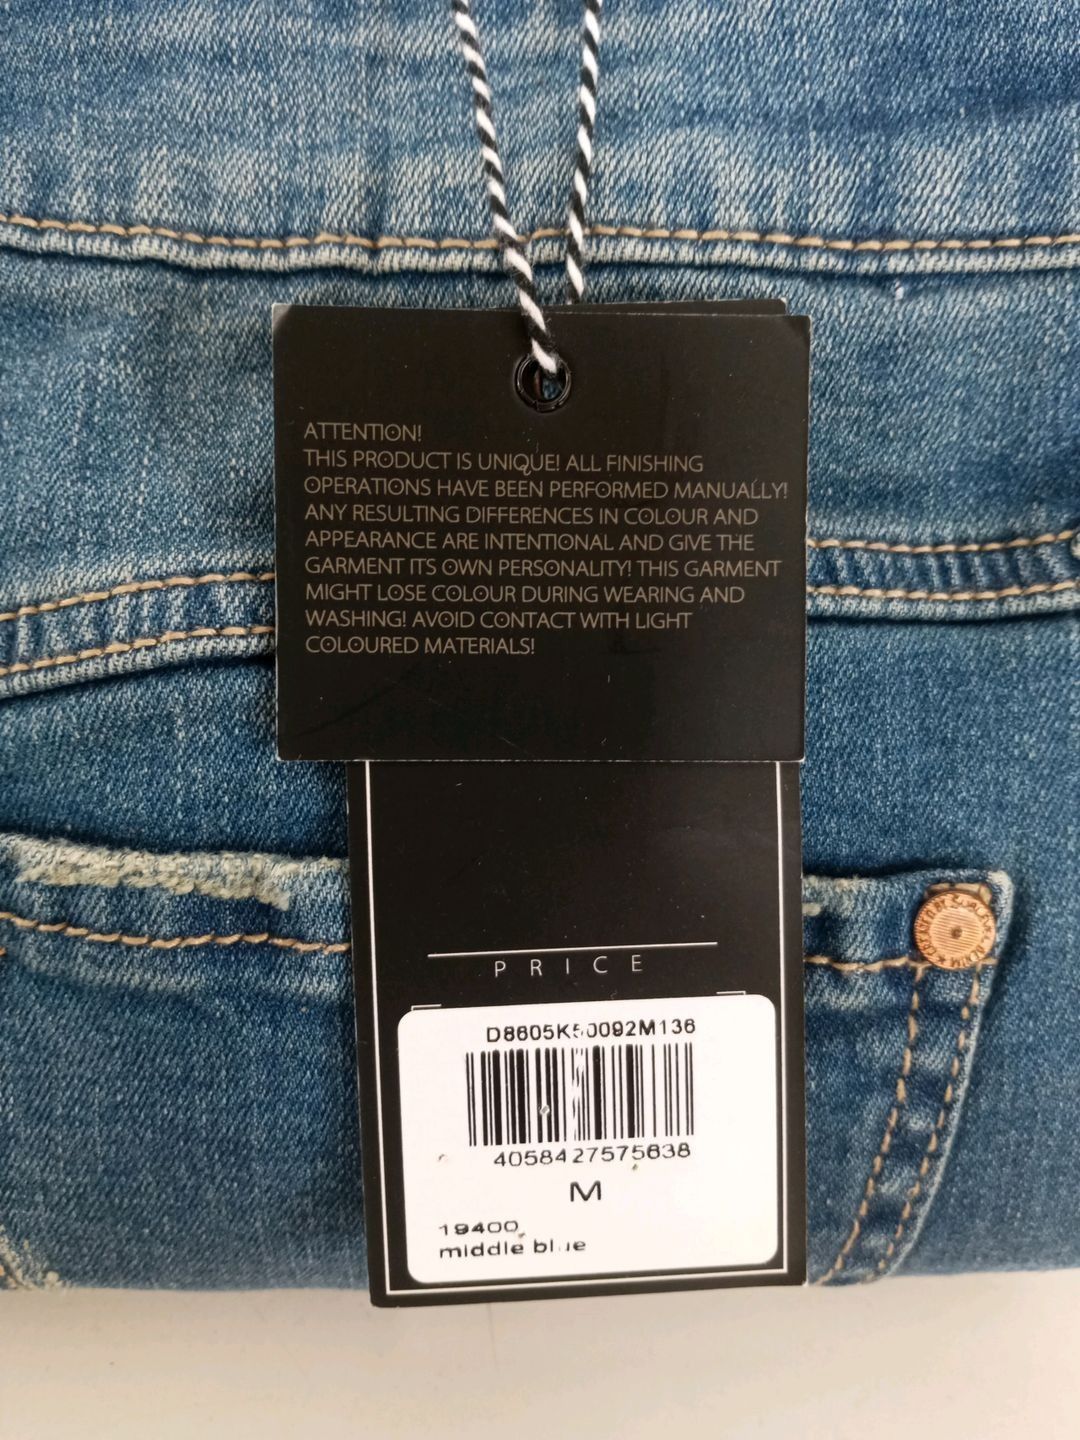 ATTENTION!
THIS PRODUCT IS UNIQUE! ALL FINISHING
OPERATIONS HAVE BEEN PERFORMED MANUALLY!
ANY RESULTING DIFFERENCES IN COLOUR AND
APPEARANCE ARE INTENTIONAL AND GIVE THE
GARMENT ITS OWN PERSONALITY! THIS GARMENT
MIGHT LOSE COLOUR DURING WEARING AND
WASHING! AVOID CONTACT WITH LIGHT
COLOURED MATERIALS!
PRICE
D8605K50092M136
4058427575638
M
19400
middle blue